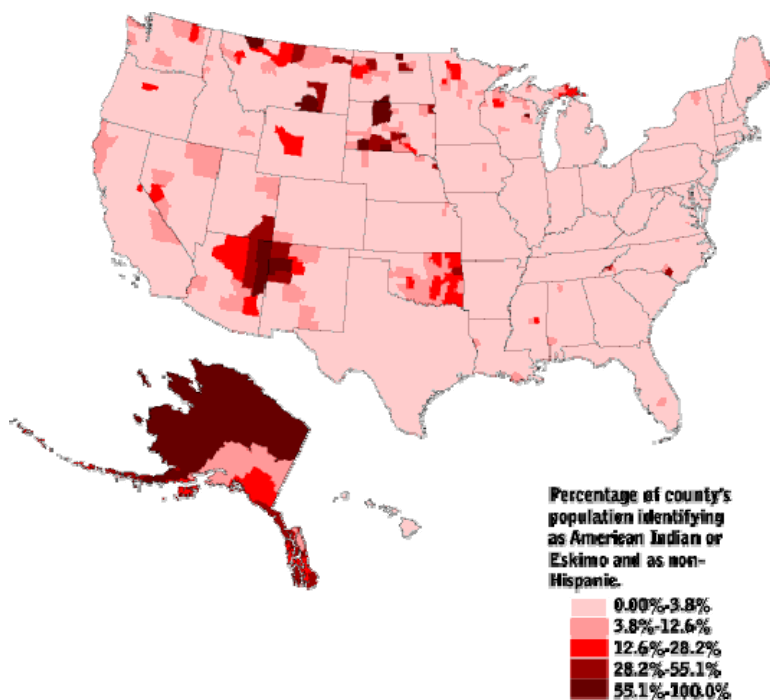 Percentage of county's
population identifying
as American Indian or
Eskimo and as non-
Hispanic.
0.00%-3.8%
3.8%-12.6%
12.6%-28.2%
28.2%-55.1%
55.1%-100.0%